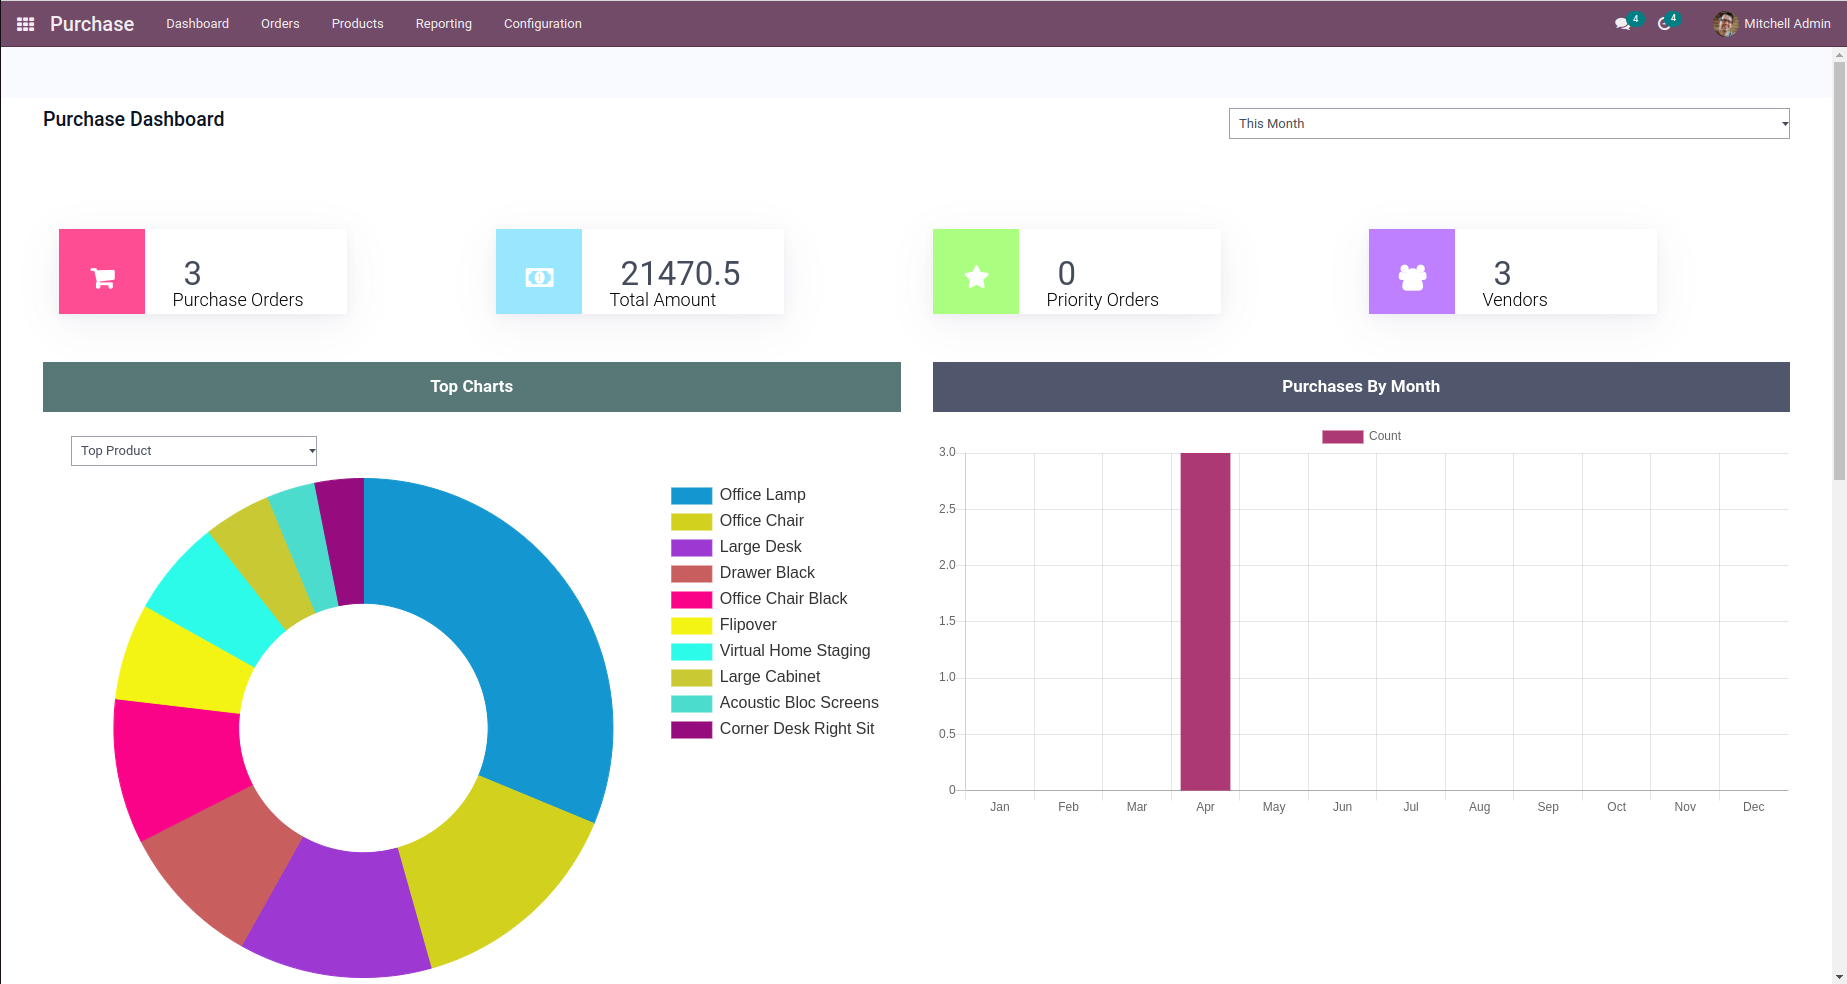 Purchase Dashboard Orders Products Reporting Configuration 4 4 Mitchell Admin
Purchase Dashboard
This Month
3
Purchase Orders
21470.5
Total Amount
0
Priority Orders
3
Vendors
Top Charts
Top Product
Office Lamp
Office Chair
Large Desk
Drawer Black
Office Chair Black
Flipover
Virtual Home Staging
Large Cabinet
Acoustic Bloc Screens
Corner Desk Right Sit
Purchases By Month
Count
3.0
2.5
2.0
1.5
1.0
0.5
0
Jan Feb Mar Apr May Jun Jul Aug Sep Oct Nov Dec